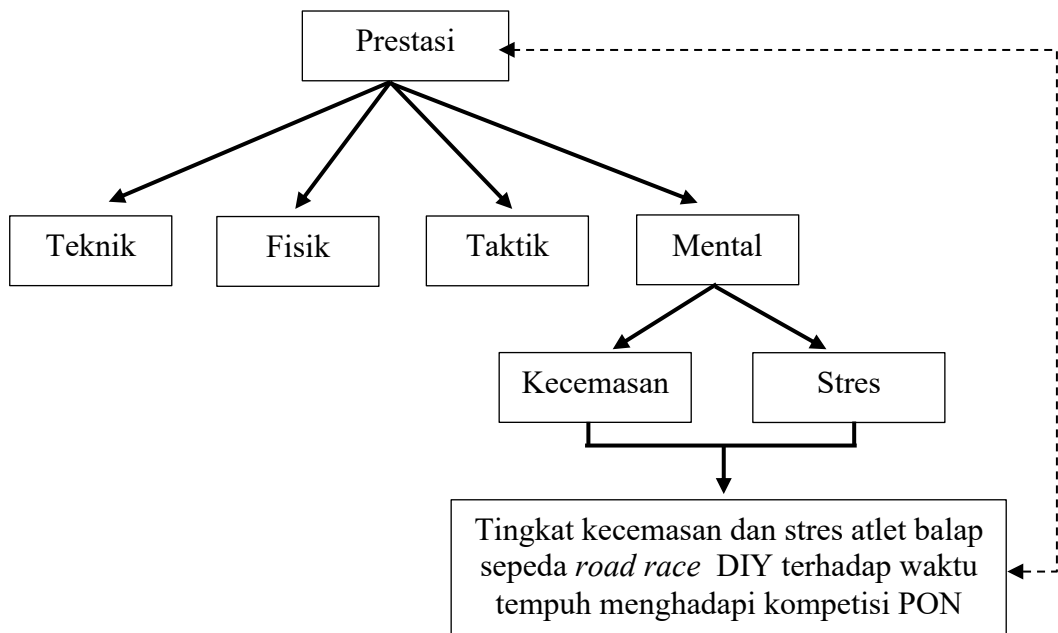 Prestasi
Teknik
Fisik
Taktik
Mental
Kecemasan
Stres
Tingkat kecemasan dan stres atlet balap
sepeda road race DIY terhadap waktu
tempuh menghadapi kompetisi PON